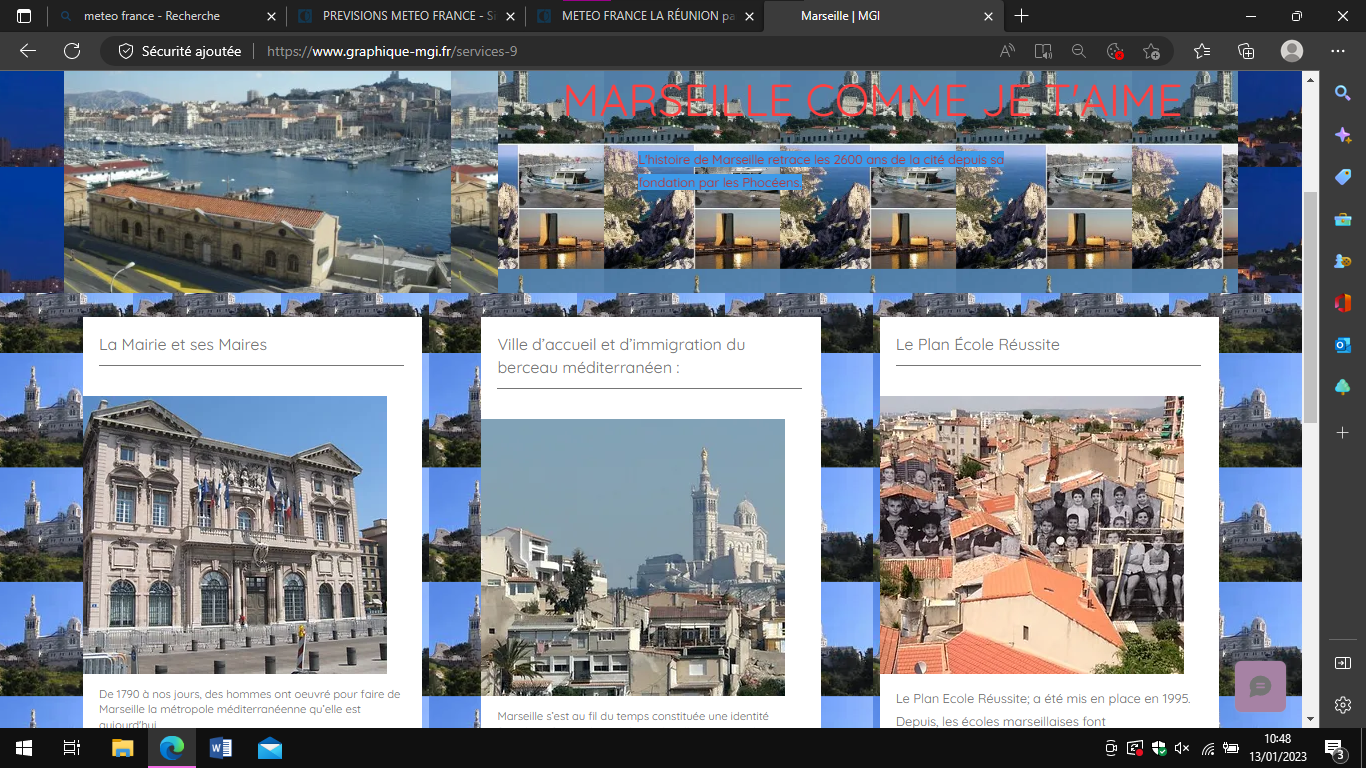 meteo france - Recherche
PREVISIONS METEO FRANCE - Si
METEO FRANCE LA RÉUNION pa
Marseille | MGI
Sécurité ajoutée
https://www.graphique-mgi.fr/services-9
MARSEILLE COMME JE T'AIME
L'histoire de Marseille retrace les 2600 ans de la cité depuis sa
fondation par les Phocéens.
La Mairie et ses Maires
De 1790 à nos jours, des hommes ont oeuvré pour faire de
Marseille la métropole méditerranéenne qu'elle est
aujourd'hui
Ville d'accueil et d'immigration du
berceau méditerranéen :
Marseille s'est au fil du temps constituée une identité
Le Plan École Réussite
Le Plan Ecole Réussite; a été mis en place en 1995.
Depuis, les écoles marseillaises font
10:48
13/01/2023
3